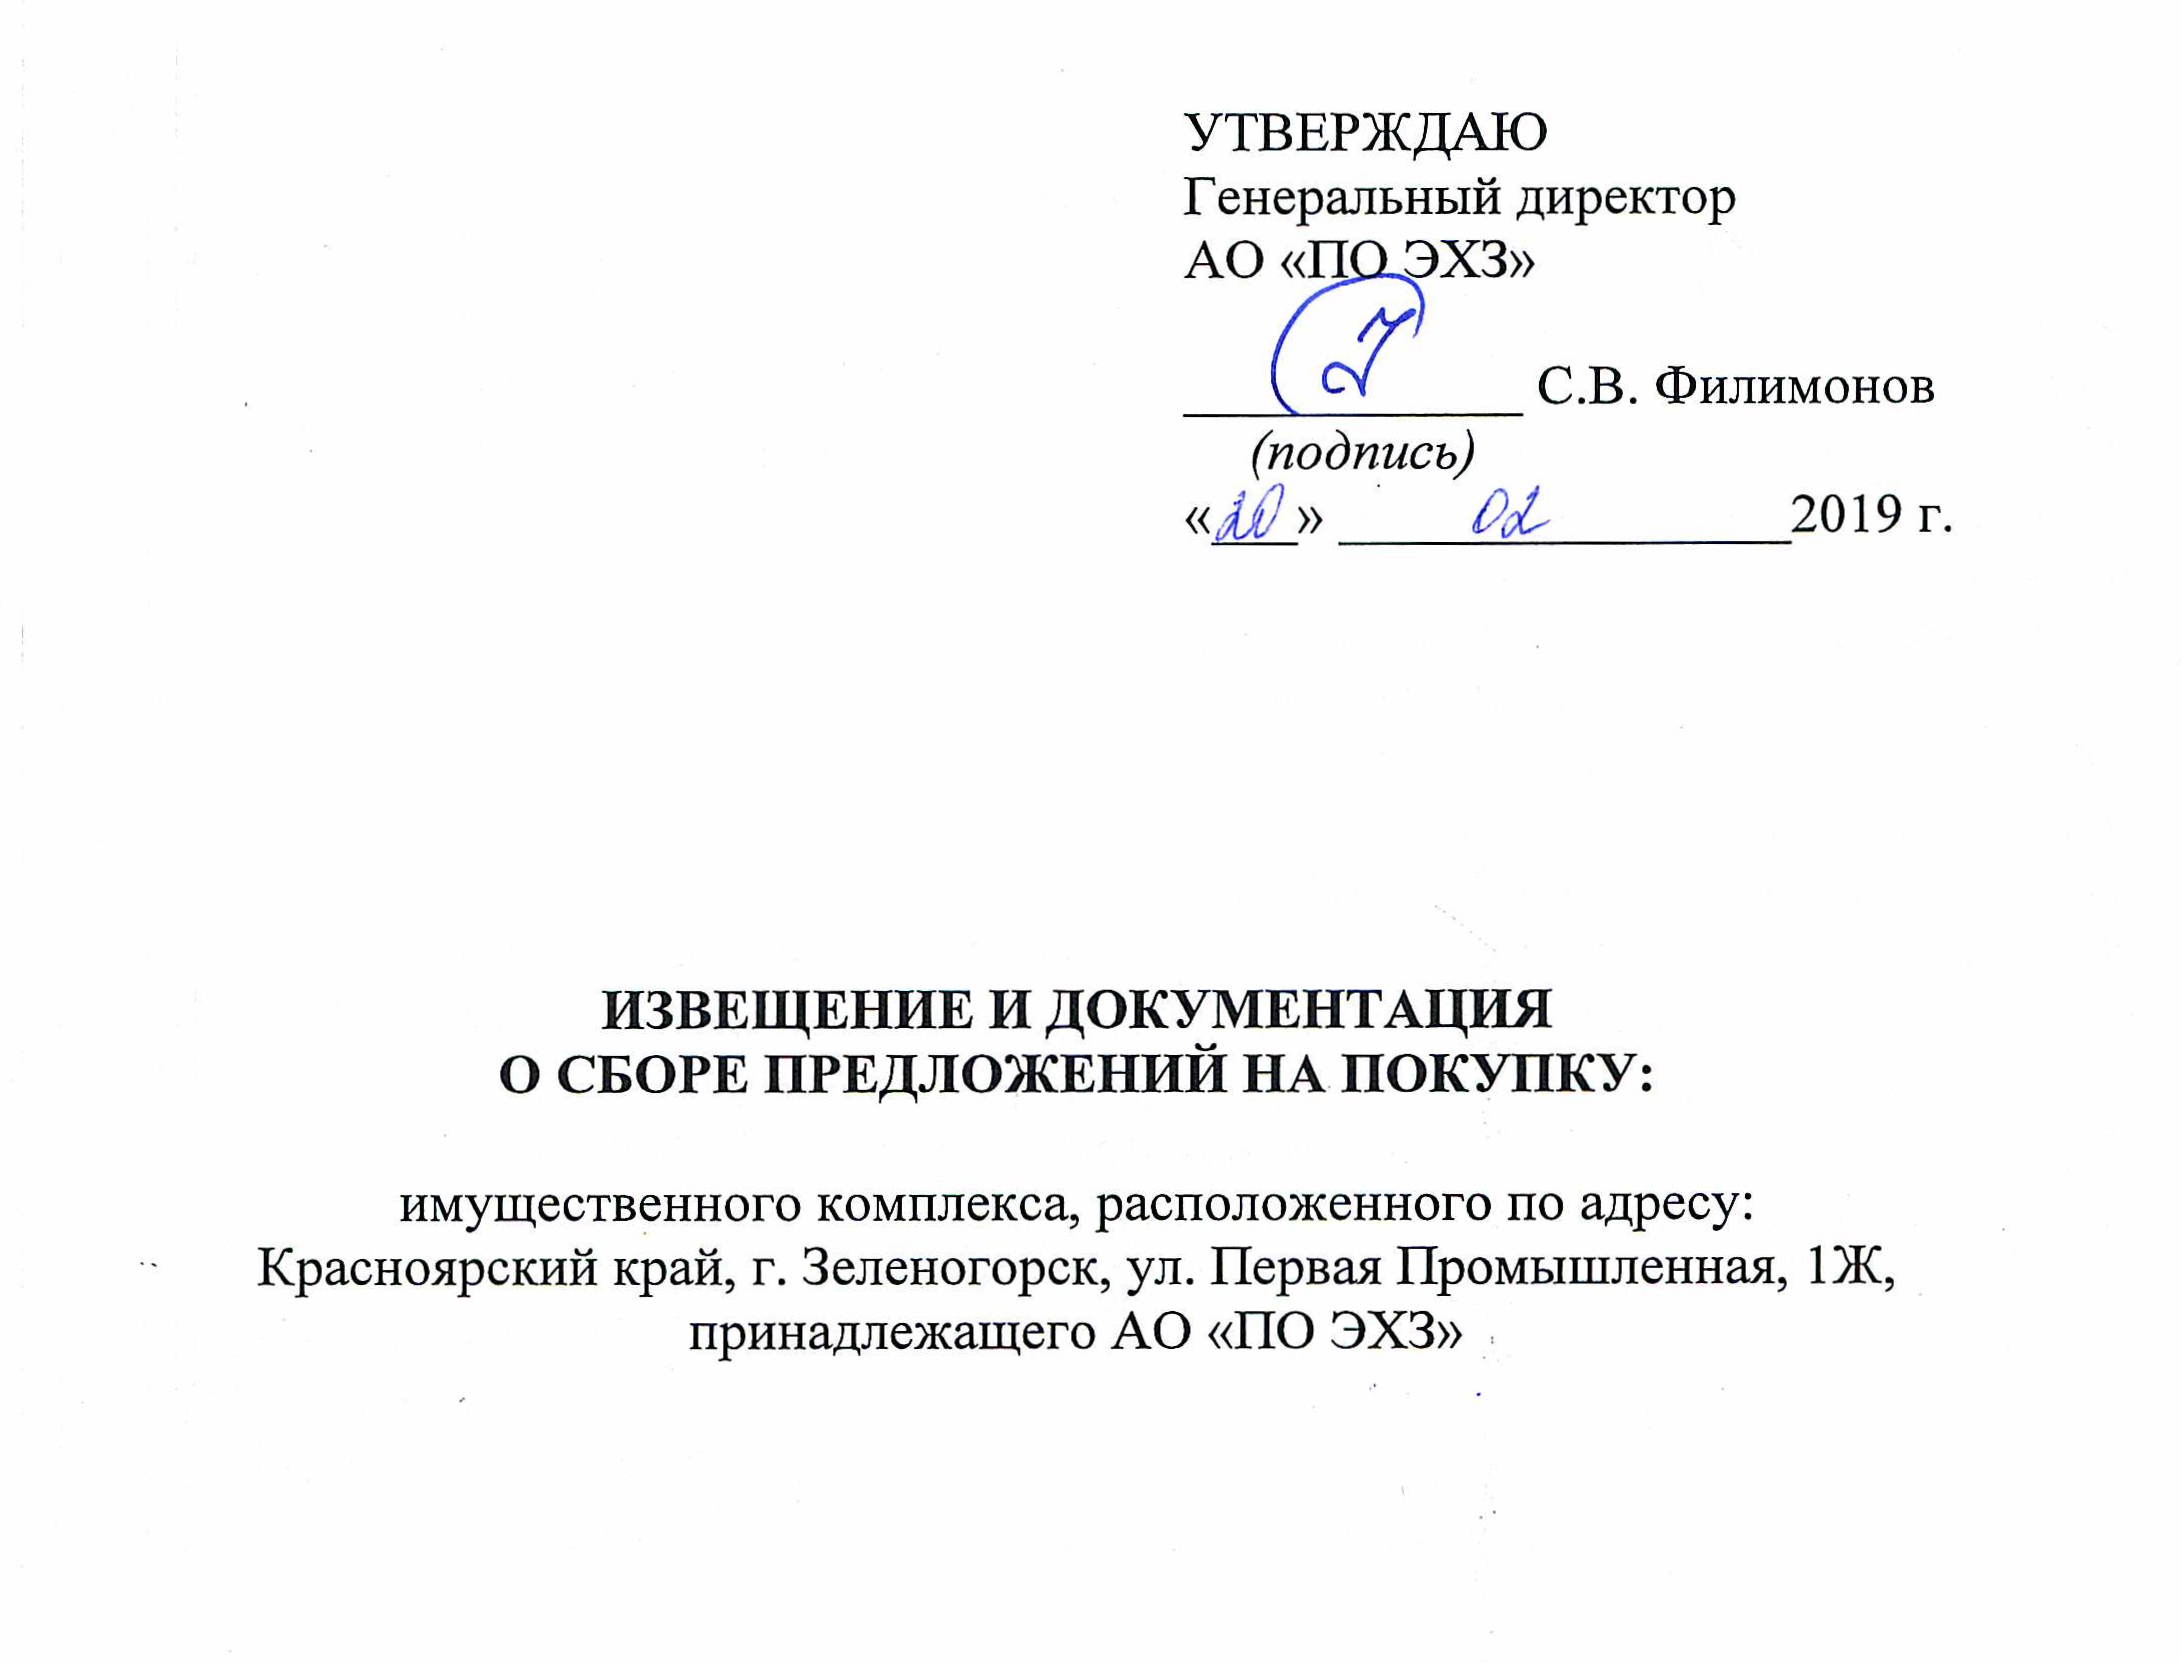 УТВЕРЖДАЮ
Генеральный директор
АО «ПО ЭХЗ»
С.В. Филимонов
(подпись)
«20» 02 2019 г.
ИЗВЕЩЕНИЕ И ДОКУМЕНТАЦИЯ
О СБОРЕ ПРЕДЛОЖЕНИЙ НА ПОКУПКУ:
имущественного комплекса, расположенного по адресу:
Красноярский край, г. Зеленогорск, ул. Первая Промышленная, 1Ж,
принадлежащего АО «ПО ЭХЗ»